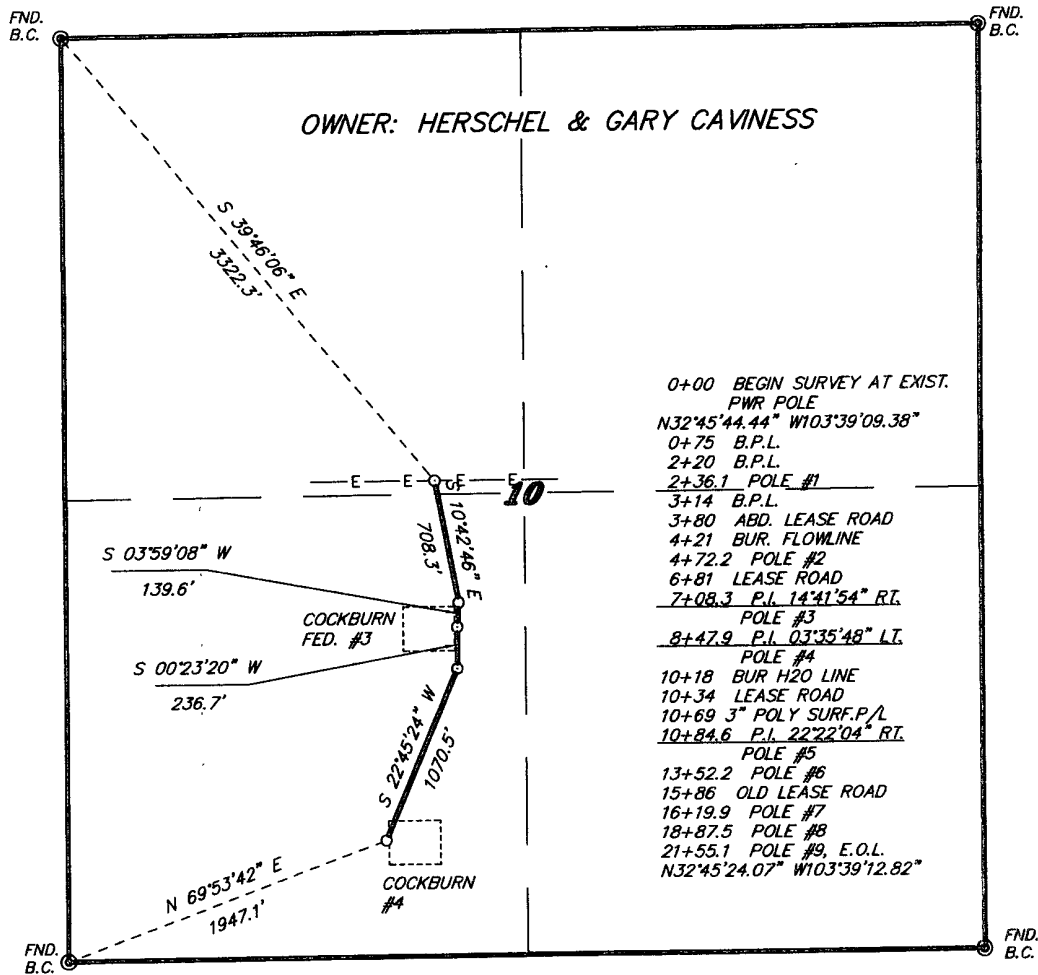 FND.
B.C.
FND.
B.C.
OWNER: HERSCHEL & GARY CAVINESS
S 39°46'06" E
3322.3'
0+00 BEGIN SURVEY AT EXIST.
PWR POLE
N32°45'44.44" W103°39'09.38"
0+75 B.P.L.
2+20 B.P.L.
2+36.1 POLE #1
3+14 B.P.L.
3+80 ABD. LEASE ROAD
4+21 BUR. FLOWLINE
4+72.2 POLE #2
6+81 LEASE ROAD
7+08.3 P.I. 14°41'54" RT.
POLE #3
8+47.9 P.I. 03°35'48" LT.
POLE #4
10+18 BUR H2O LINE
10+34 LEASE ROAD
10+69 3" POLY SURF.P/L
10+84.6 P.I. 22°22'04" RT.
POLE #5
13+52.2 POLE #6
15+86 OLD LEASE ROAD
16+19.9 POLE #7
18+87.5 POLE #8
21+55.1 POLE #9, E.O.L.
N32°45'24.07" W103°39'12.82"
E E E E
10
S 10°42'46" E
708.3'
S 03°59'08" W
139.6'
COCKBURN
FED. #3
S 00°23'20" W
236.7'
S 22°45'24" W
1070.5'
COCKBURN
#4
N 69°53'42" E
1947.1'
FND.
B.C.
FND.
B.C.